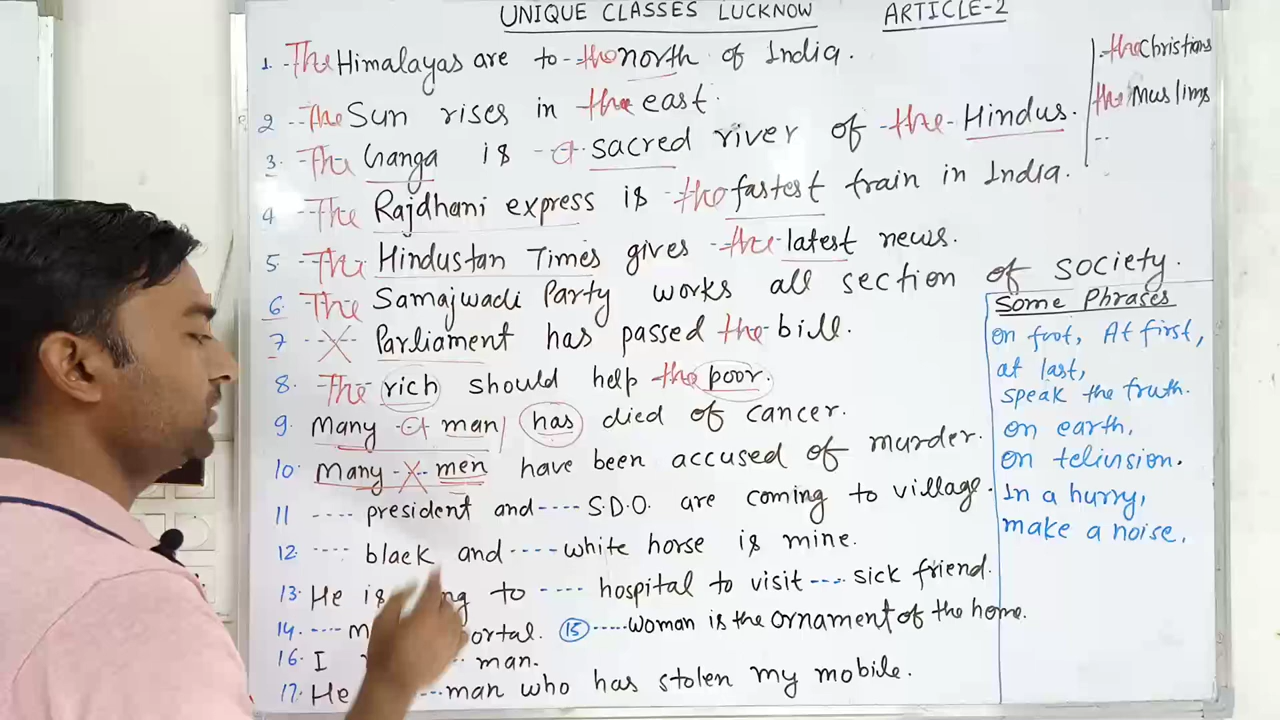 UNIQUE CLASSES LUCKNOW ARTICLE-2
1. The Himalayas are to the north of India.
2 The Sun rises in the east.
3. The Ganga is a sacred river of the Hindus.
4 The Rajdhani express is the fastest train in India.
5 The Hindustan Times gives the latest news.
6. The Samajwadi Party works all section of society.
7 X Parliament has passed the bill.
8. The rich should help the poor.
9. Many a man has died of cancer.
10. Many X men have been accused of murder.
11 .... president and .... S.D.O. are coming to village.
12. .... black and .... white horse is mine.
13. He is to .... hospital to visit .... sick friend.
14. .... 15 ..... woman is the ornament of the home.
16. I man.
17. He ... man who has stolen my mobile.
the Christians
the Muslims
Some Phrases
on foot, At first,
at last,
speak the truth.
on earth,
on telivsion.
In a hurry,
make a noise.